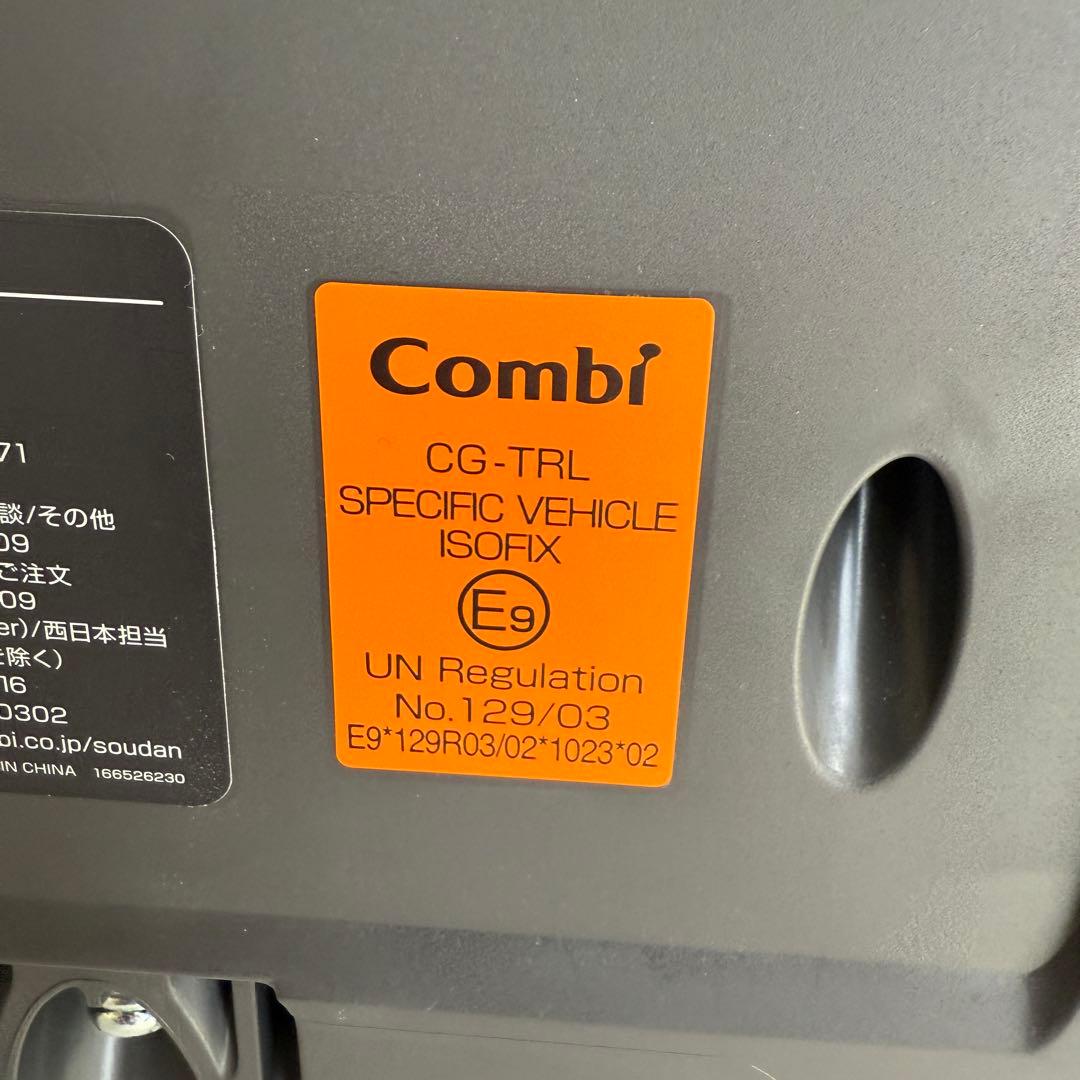 71
談/その他
09
ご注文
09
er)/西日本担当
を除く)
16
0302
bi.co.jp/soudan
IN CHINA 166526230
Combi
CG-TRL
SPECIFIC VEHICLE
ISOFIX
E9
UN Regulation
No.129/03
E9*129R03/02*1023*02